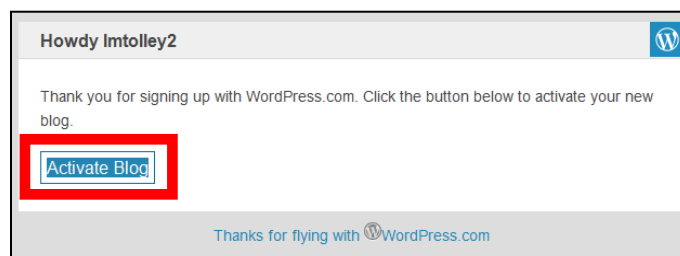 Howdy lmtolley2
Thank you for signing up with WordPress.com. Click the button below to activate your new
blog.
Activate Blog
Thanks for flying with WordPress.com